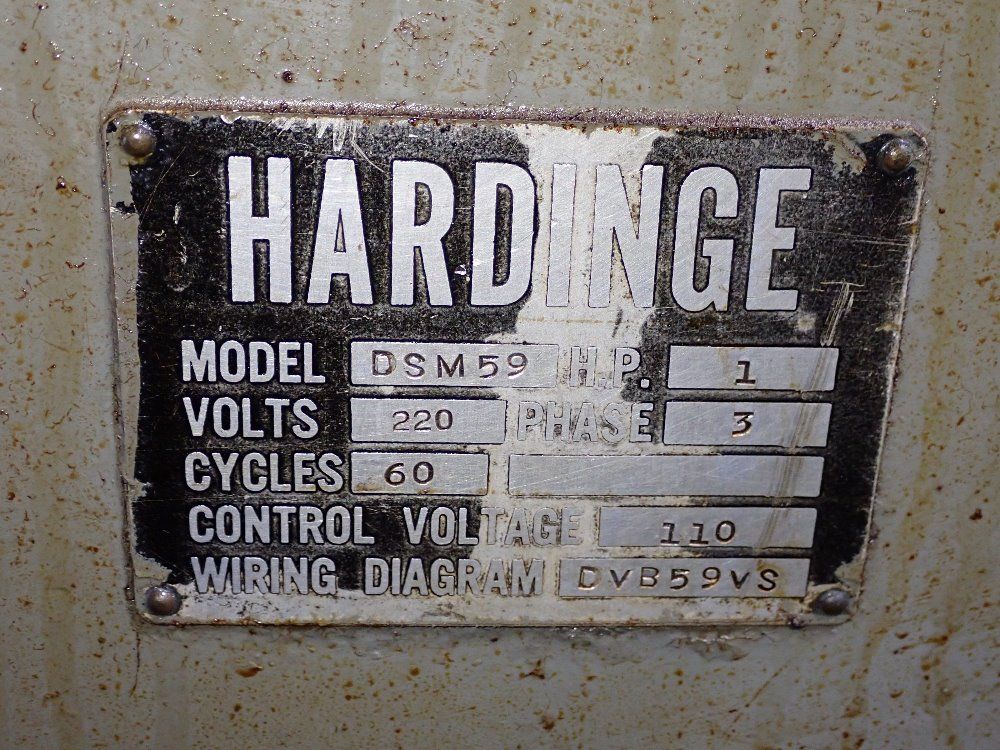 HARDINGE
MODEL DSM59 H.P. 1
VOLTS 220 PHASE 3
CYCLES 60
CONTROL VOLTAGE 110
WIRING DIAGRAM DVB59VS